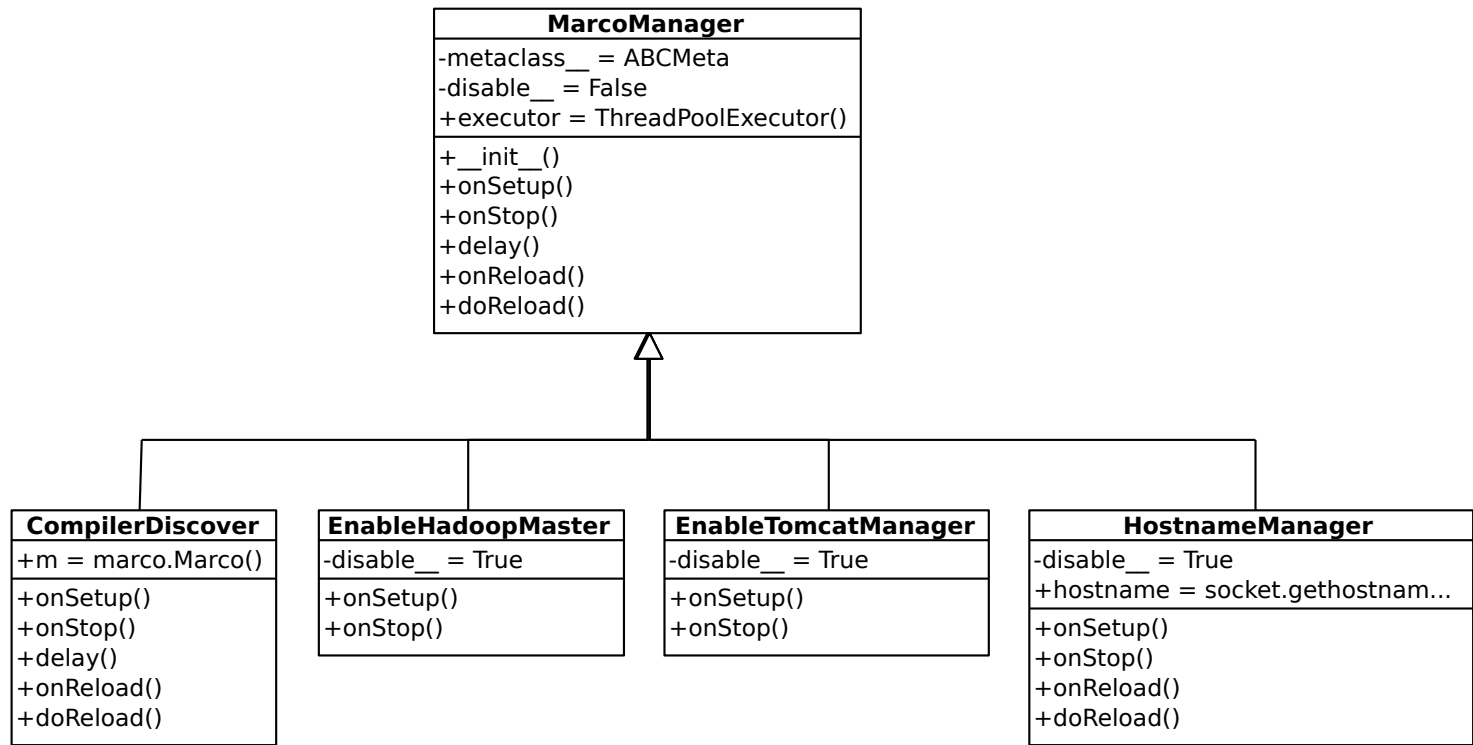 MarcoManager
-metaclass__ = ABCMeta
-disable__ = False
+executor = ThreadPoolExecutor()
+__init__()
+onSetup()
+onStop()
+delay()
+onReload()
+doReload()
CompilerDiscover
+m = marco.Marco()
+onSetup()
+onStop()
+delay()
+onReload()
+doReload()
EnableHadoopMaster
-disable__ = True
+onSetup()
+onStop()
EnableTomcatManager
-disable__ = True
+onSetup()
+onStop()
HostnameManager
-disable__ = True
+hostname = socket.gethostnam...
+onSetup()
+onStop()
+onReload()
+doReload()